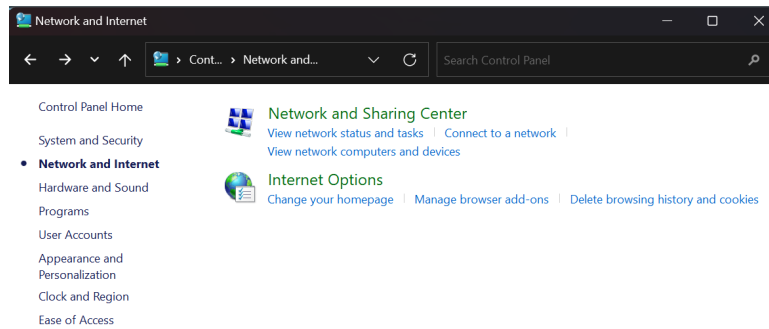 Network and Internet
Cont... > Network and...
Search Control Panel
Control Panel Home
System and Security
Network and Internet
Hardware and Sound
Programs
User Accounts
Appearance and
Personalization
Clock and Region
Ease of Access
Network and Sharing Center
View network status and tasks
Connect to a network
View network computers and devices
Internet Options
Change your homepage
Manage browser add-ons
Delete browsing history and cookies